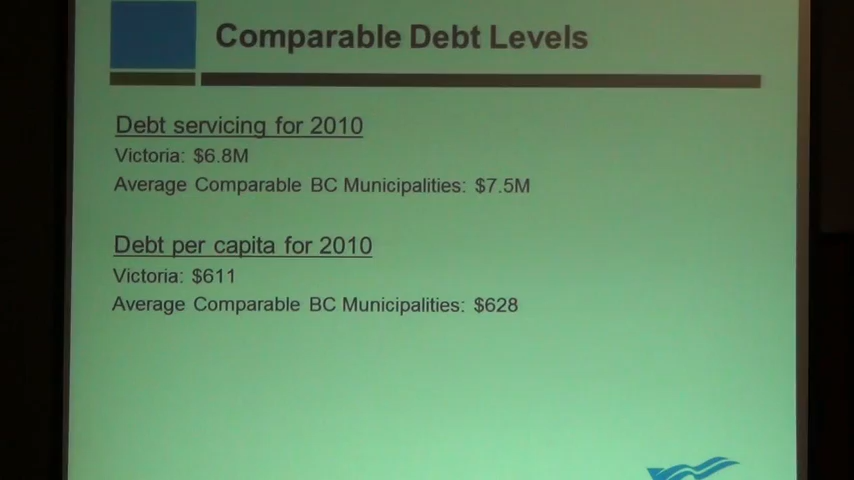 Comparable Debt Levels
Debt servicing for 2010
Victoria: $6.8M
Average Comparable BC Municipalities: $7.5M
Debt per capita for 2010
Victoria: $611
Average Comparable BC Municipalities: $628